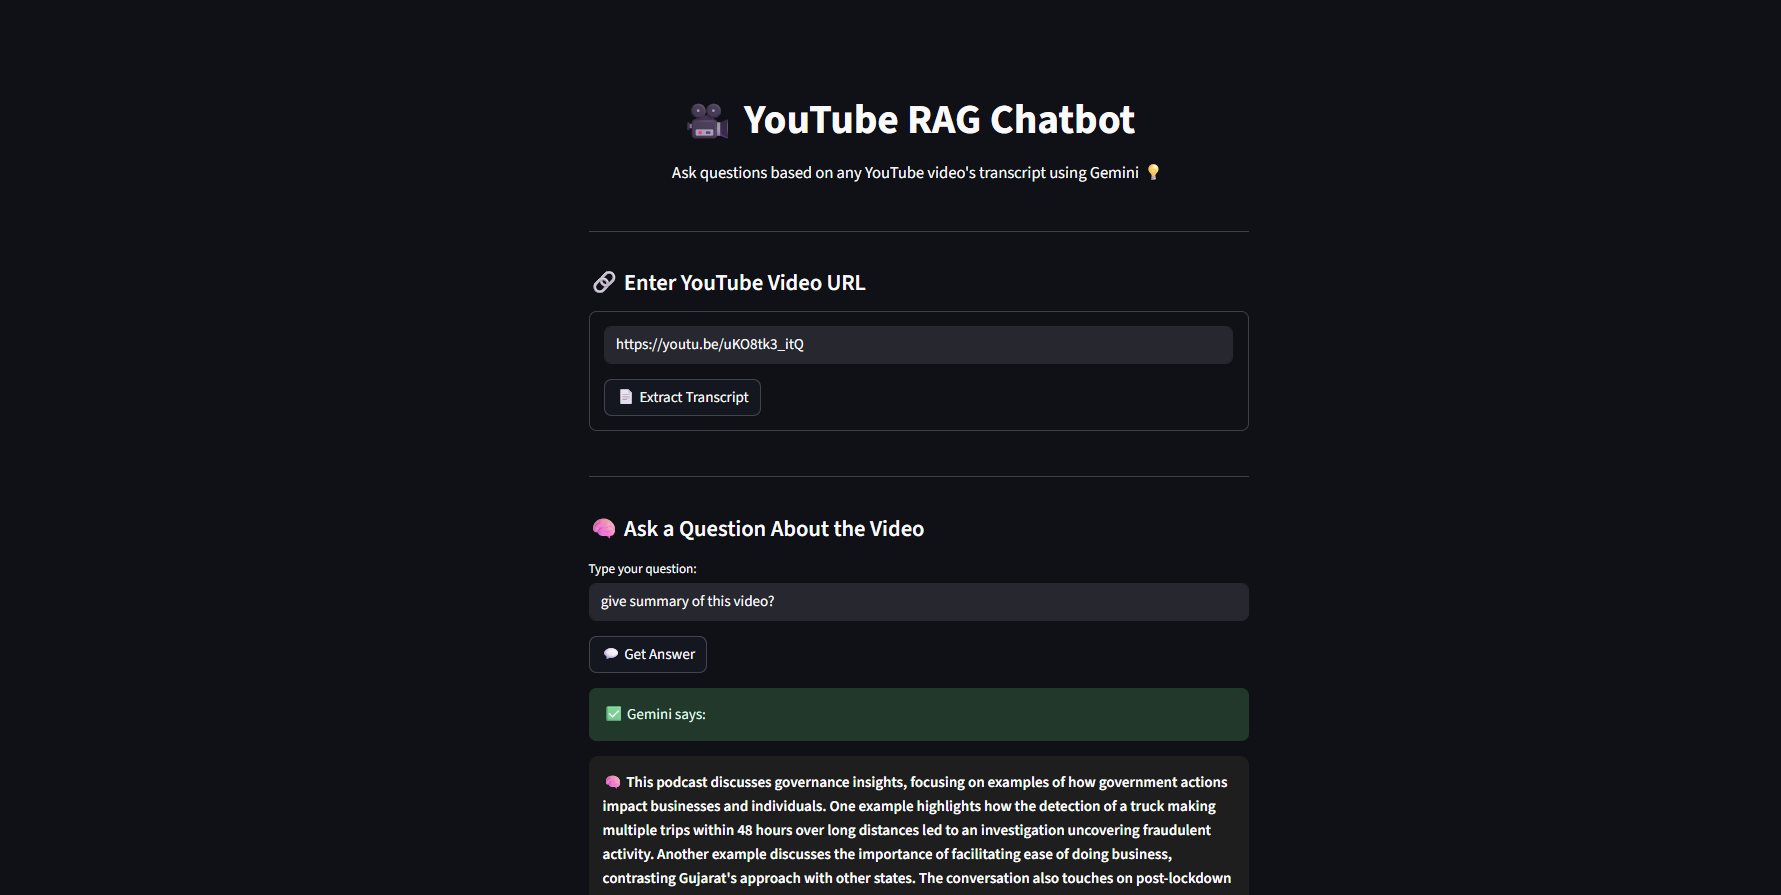 YouTube RAG Chatbot
Ask questions based on any YouTube video's transcript using Gemini
Enter YouTube Video URL
https://youtu.be/uKO8tk3_itQ
Extract Transcript
Ask a Question About the Video
Type your question:
give summary of this video?
Get Answer
Gemini says:
This podcast discusses governance insights, focusing on examples of how government actions
impact businesses and individuals. One example highlights how the detection of a truck making
multiple trips within 48 hours over long distances led to an investigation uncovering fraudulent
activity. Another example discusses the importance of facilitating ease of doing business,
contrasting Gujarat's approach with other states. The conversation also touches on post-lockdown